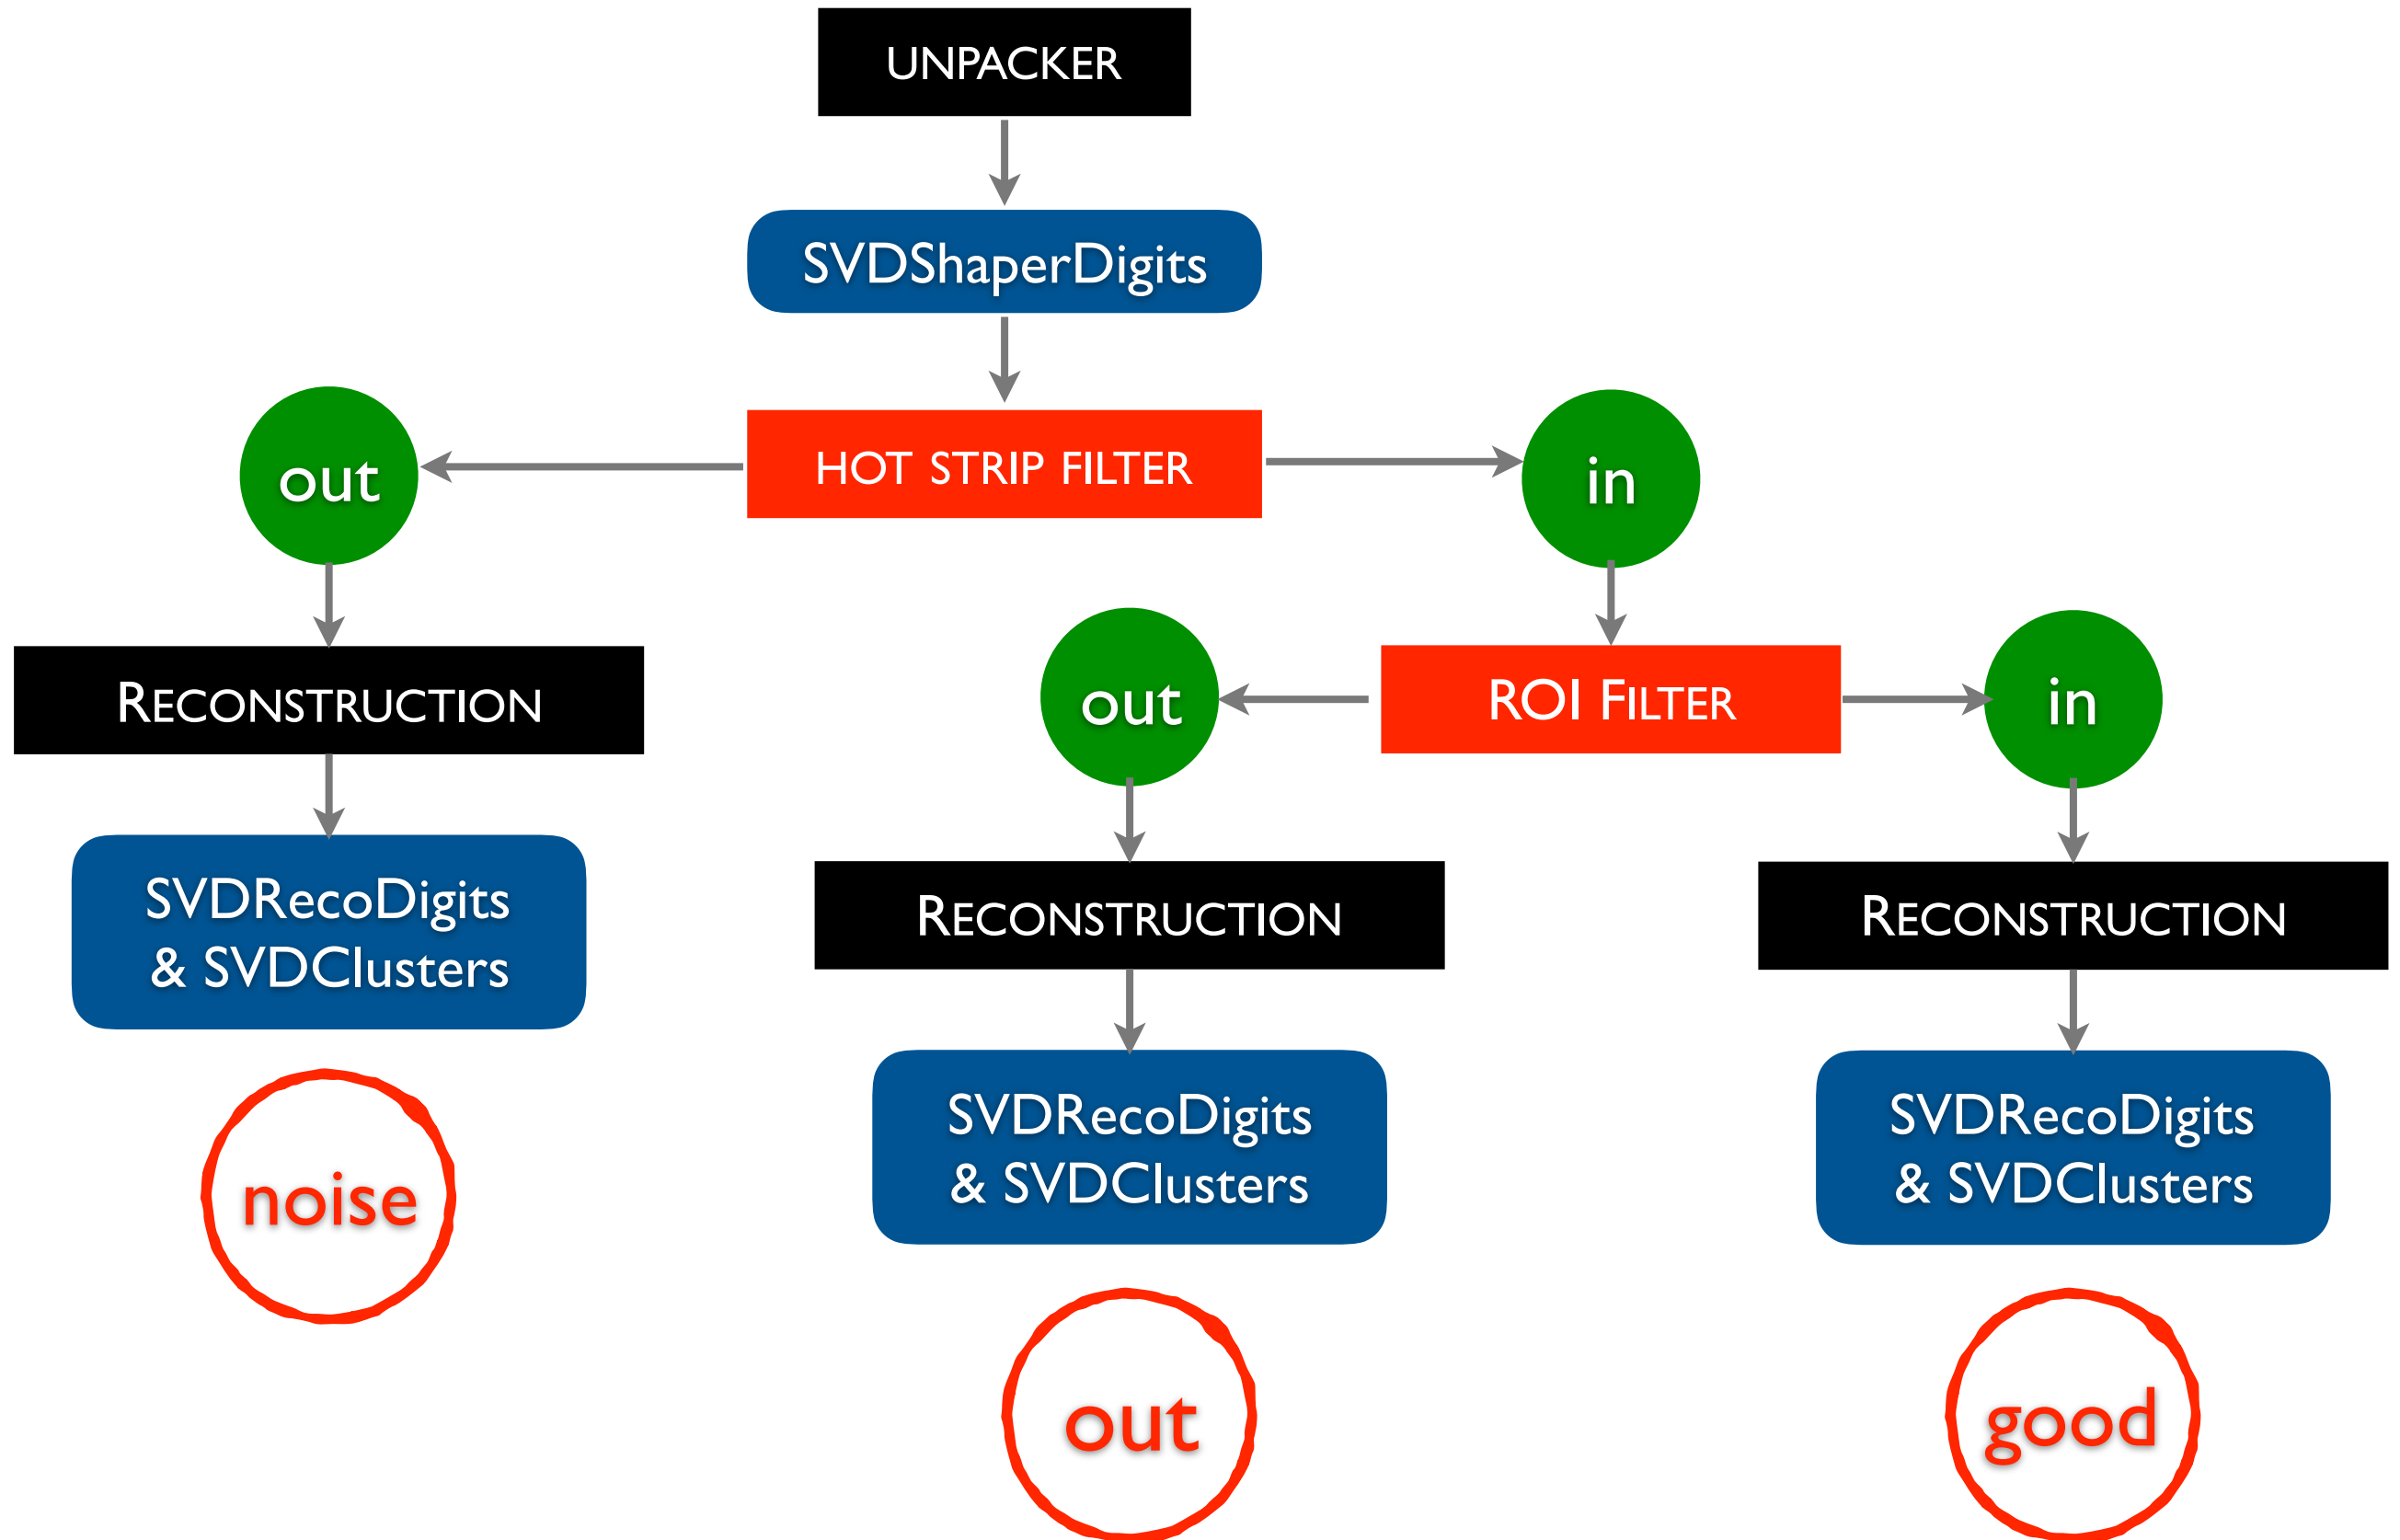 UNPACKER
SVDShaperDigits
out
HOT STRIP FILTER
in
out
ROI FILTER
in
RECONSTRUCTION
SVDRecoDigits
& SVDClusters
noise
RECONSTRUCTION
SVDRecoDigits
& SVDClusters
out
RECONSTRUCTION
SVDRecoDigits
& SVDClusters
good